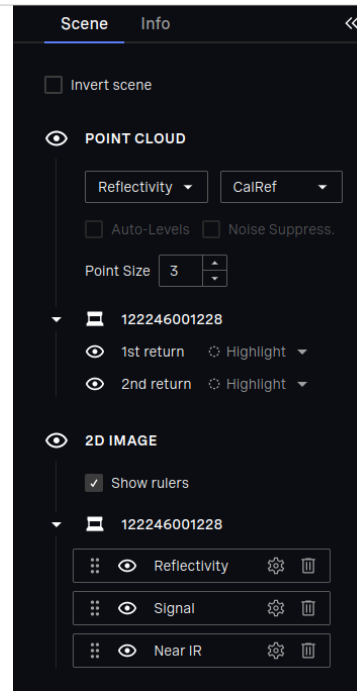 Scene Info
Invert scene
POINT CLOUD
Reflectivity CalRef
Auto-Levels Noise Suppress.
Point Size 3
122246001228
1st return Highlight
2nd return Highlight
2D IMAGE
Show rulers
122246001228
Reflectivity
Signal
Near IR